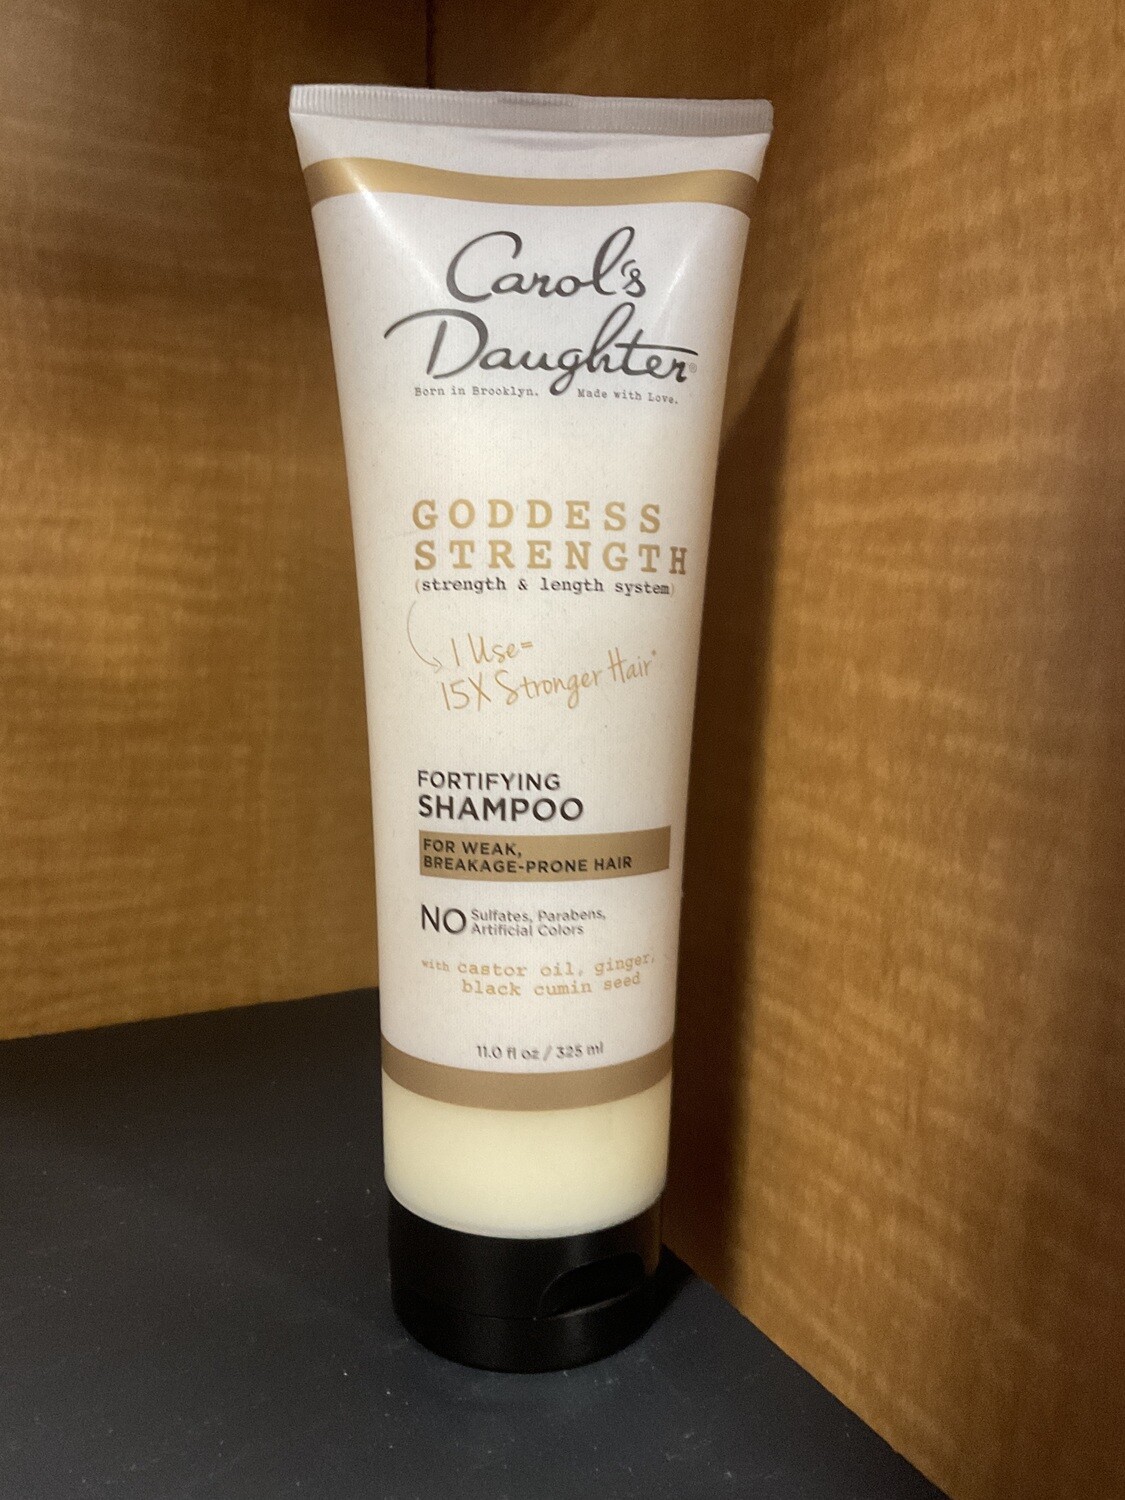 Carol's
Daughter®
Born in Brooklyn. Made with Love.
GODDESS
STRENGTH
(strength & length system)
1 Use=
15X Stronger Hair*
FORTIFYING
SHAMPOO
FOR WEAK,
BREAKAGE-PRONE HAIR
NO Sulfates, Parabens,
Artificial Colors
with castor oil, ginger,
black cumin seed
11.0 fl oz / 325 ml